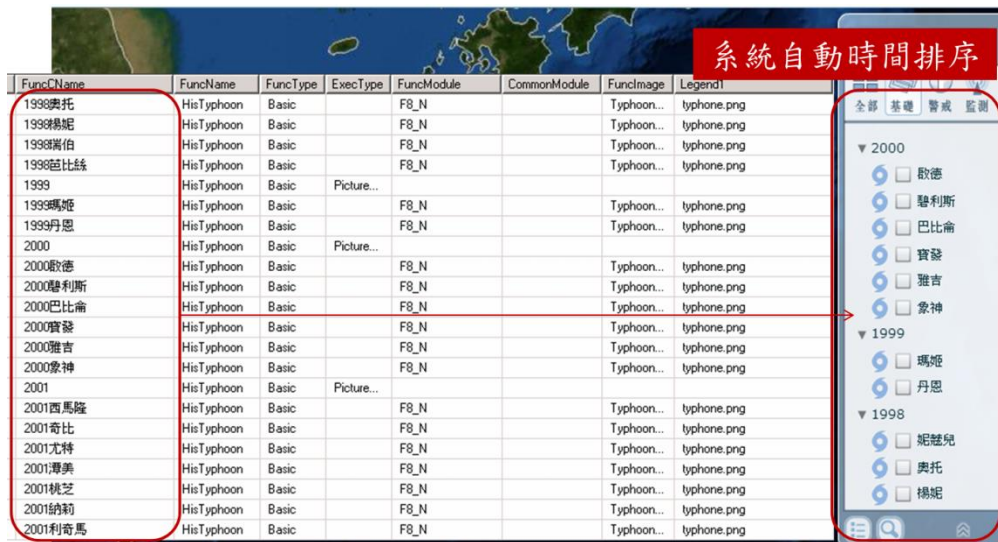 系統自動時間排序
FuncCName FuncName FuncType ExecType FuncModule CommonModule FuncImage Legend1
1998奧托 HisTyphoon Basic F8_N Typhoon... typhone.png
1998楊妮 HisTyphoon Basic F8_N Typhoon... typhone.png
1998瑞伯 HisTyphoon Basic F8_N Typhoon... typhone.png
1998芭比絲 HisTyphoon Basic F8_N Typhoon... typhone.png
1999 HisTyphoon Basic Picture...
1999瑪姬 HisTyphoon Basic F8_N Typhoon... typhone.png
1999丹恩 HisTyphoon Basic F8_N Typhoon... typhone.png
2000 HisTyphoon Basic Picture...
2000啟德 HisTyphoon Basic F8_N Typhoon... typhone.png
2000碧利斯 HisTyphoon Basic F8_N Typhoon... typhone.png
2000巴比侖 HisTyphoon Basic F8_N Typhoon... typhone.png
2000寶發 HisTyphoon Basic F8_N Typhoon... typhone.png
2000雅吉 HisTyphoon Basic F8_N Typhoon... typhone.png
2000象神 HisTyphoon Basic F8_N Typhoon... typhone.png
2001 HisTyphoon Basic Picture...
2001西馬隆 HisTyphoon Basic F8_N Typhoon... typhone.png
2001奇比 HisTyphoon Basic F8_N Typhoon... typhone.png
2001尤特 HisTyphoon Basic F8_N Typhoon... typhone.png
2001潭美 HisTyphoon Basic F8_N Typhoon... typhone.png
2001桃芝 HisTyphoon Basic F8_N Typhoon... typhone.png
2001納莉 HisTyphoon Basic F8_N Typhoon... typhone.png
2001利奇馬 HisTyphoon Basic F8_N Typhoon... typhone.png
全部 基礎 警戒 監測
2000
啟德
碧利斯
巴比侖
寶發
雅吉
象神
1999
瑪姬
丹恩
1998
妮蔻兒
奧托
楊妮